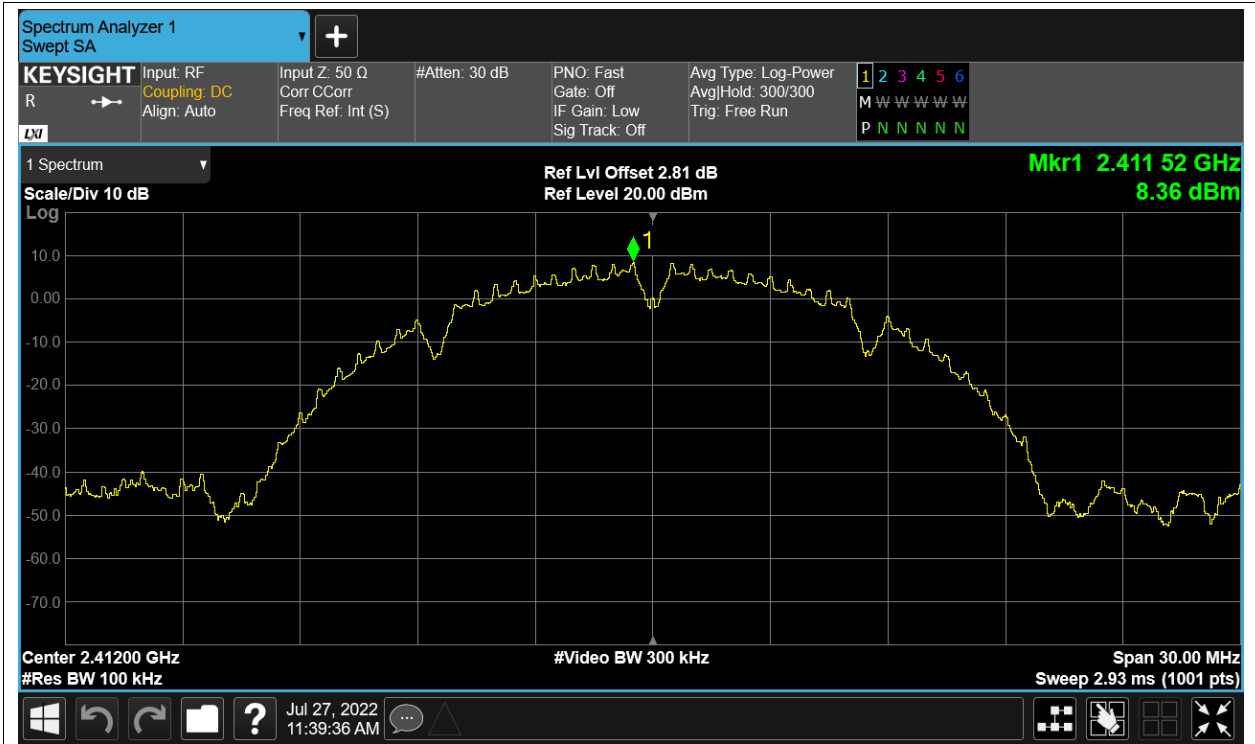 Spectrum Analyzer 1
Swept SA
KEYSIGHT
R
LXI
Input: RF
Coupling: DC
Align: Auto
Input Z: 50 Ω
Corr CCorr
Freq Ref: Int (S)
#Atten: 30 dB
PNO: Fast
Gate: Off
IF Gain: Low
Sig Track: Off
Avg Type: Log-Power
Avg|Hold: 300/300
Trig: Free Run
1 2 3 4 5 6
M W W W W W
P N N N N N
1 Spectrum
Scale/Div 10 dB
Ref Lvl Offset 2.81 dB
Ref Level 20.00 dBm
Mkr1 2.411 52 GHz
8.36 dBm
Log
1
10.0
0.00
-10.0
-20.0
-30.0
-40.0
-50.0
-60.0
-70.0
Center 2.41200 GHz
#Video BW 300 kHz
Span 30.00 MHz
#Res BW 100 kHz
Sweep 2.93 ms (1001 pts)
?
Jul 27, 2022
11:39:36 AM